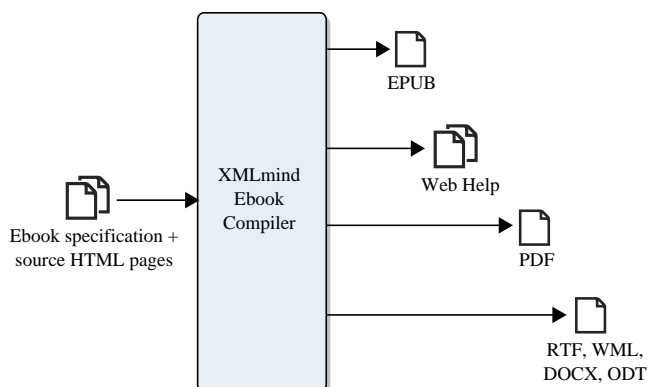 EPUB
XMLmind
Ebook
Compiler
Web Help
Ebook specification +
source HTML pages
PDF
RTF, WML,
DOCX, ODT